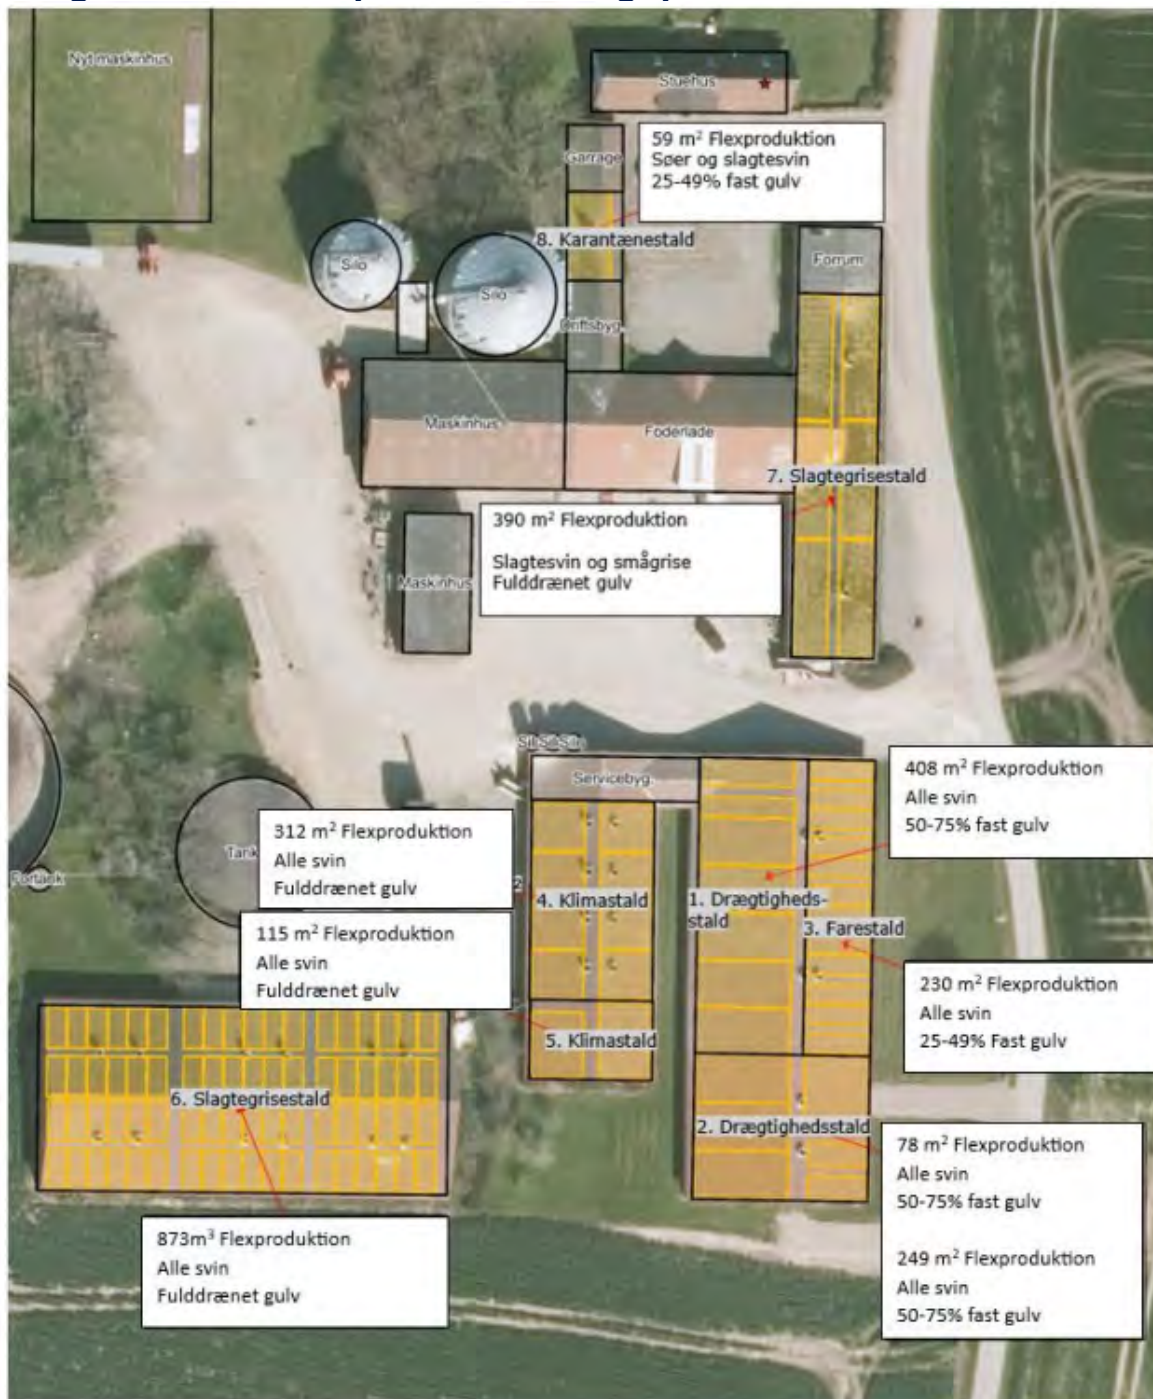 Nyt maskinhus
Stuehus
Garrage
59 m² Flexproduktion
Søer og slagtesvin
25-49% fast gulv
8. Karantænestald
Silo
Silo
Forrum
Driftsbyg.
Maskinhus
Foderlade
7. Slagtegrisestald
390 m² Flexproduktion
Slagtesvin og smågrise
Fulddrænet gulv
Maskinhus
Servicebyg.
408 m² Flexproduktion
Alle svin
50-75% fast gulv
312 m² Flexproduktion
Alle svin
Fulddrænet gulv
Tank
Fortank
4. Klimastald
1. Drægtigheds-
stald
3. Farestald
115 m² Flexproduktion
Alle svin
Fulddrænet gulv
230 m² Flexproduktion
Alle svin
25-49% Fast gulv
5. Klimastald
6. Slagtegrisestald
2. Drægtighedsstald
78 m² Flexproduktion
Alle svin
50-75% fast gulv
249 m² Flexproduktion
Alle svin
50-75% fast gulv
873m³ Flexproduktion
Alle svin
Fulddrænet gulv